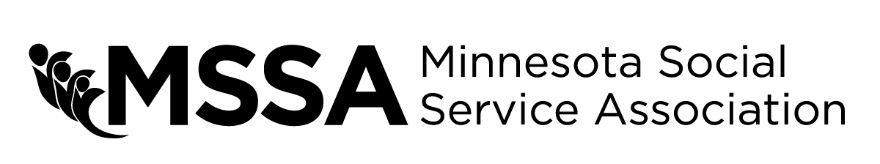 MSSA
Minnesota Social
Service Association